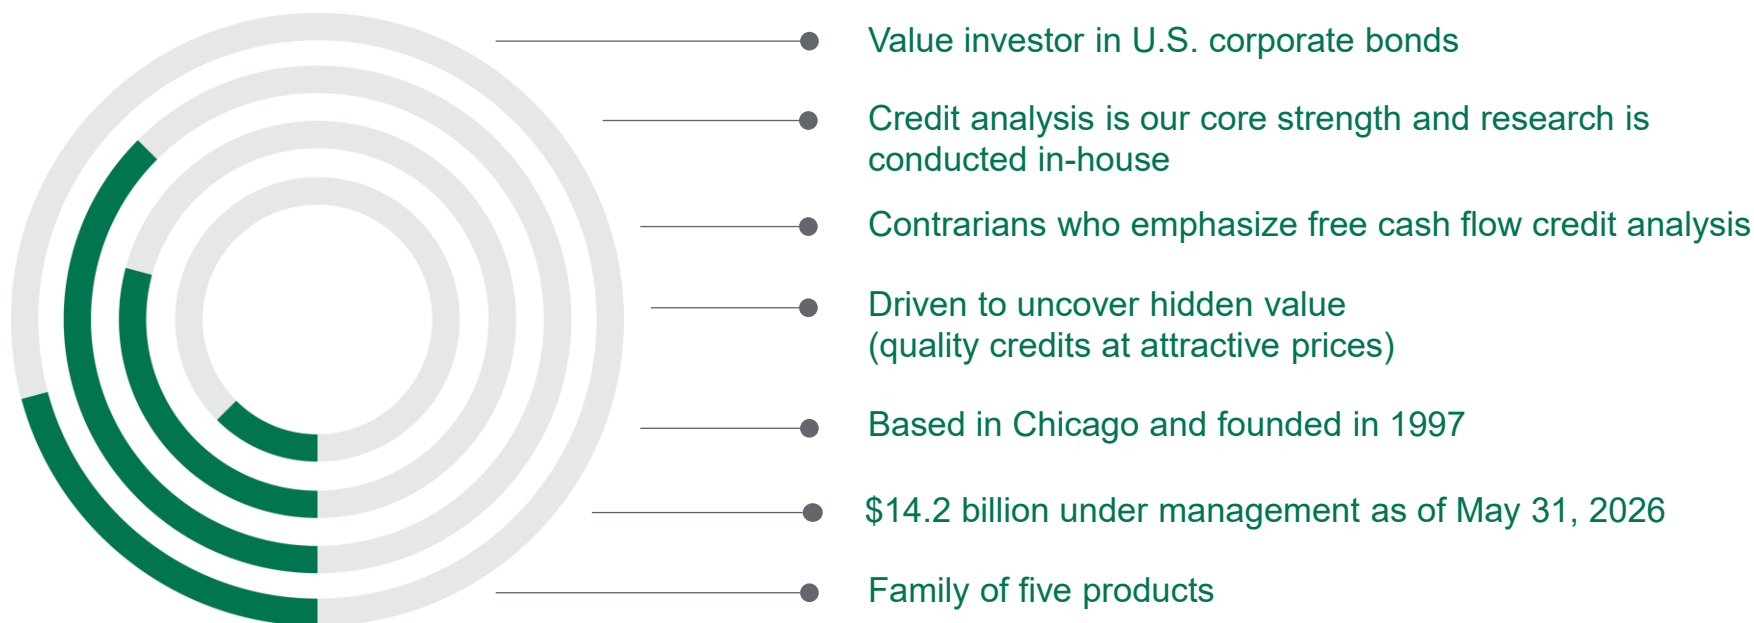 Value investor in U.S. corporate bonds
Credit analysis is our core strength and research is
conducted in-house
Contrarians who emphasize free cash flow credit analysis
Driven to uncover hidden value
(quality credits at attractive prices)
Based in Chicago and founded in 1997
$14.2 billion under management as of May 31, 2026
Family of five products